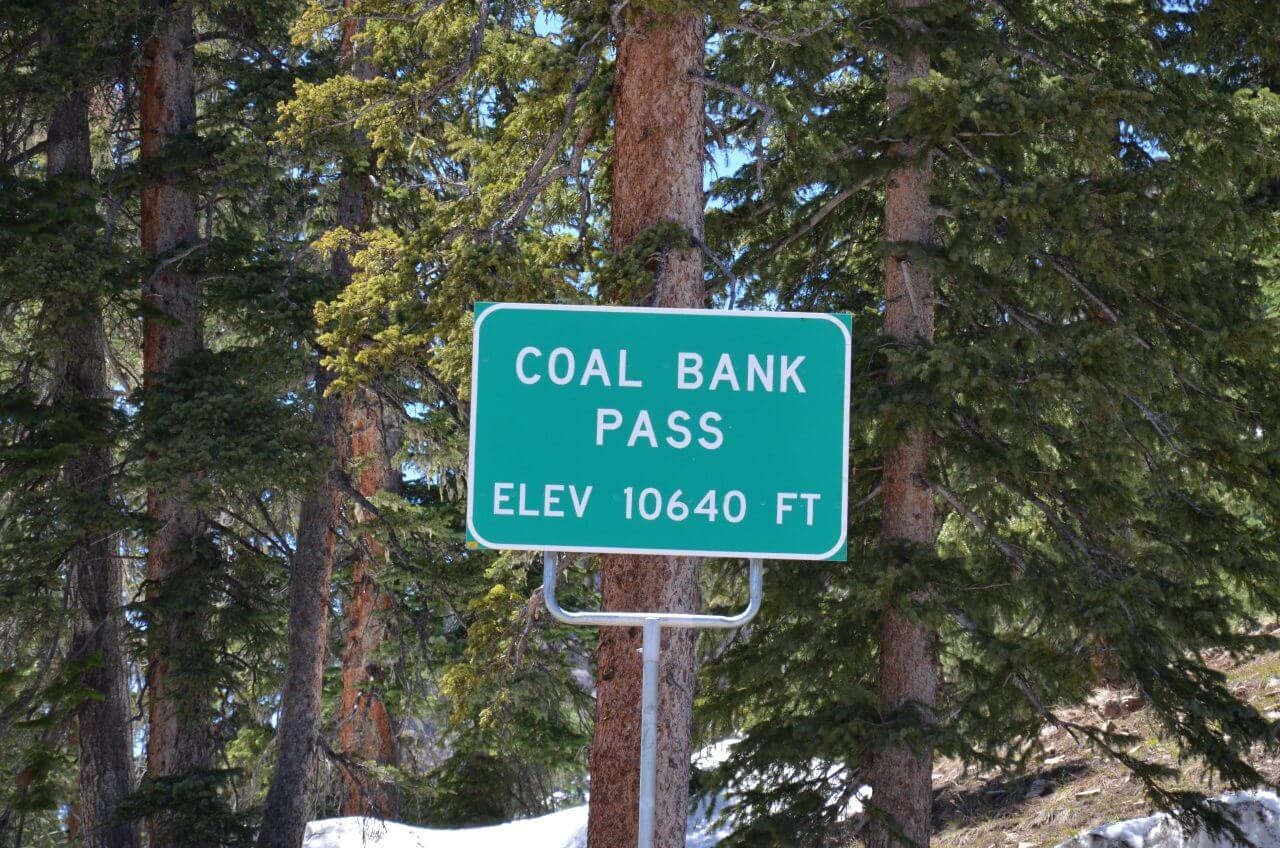 COAL BANK
PASS
ELEV 10640 FT